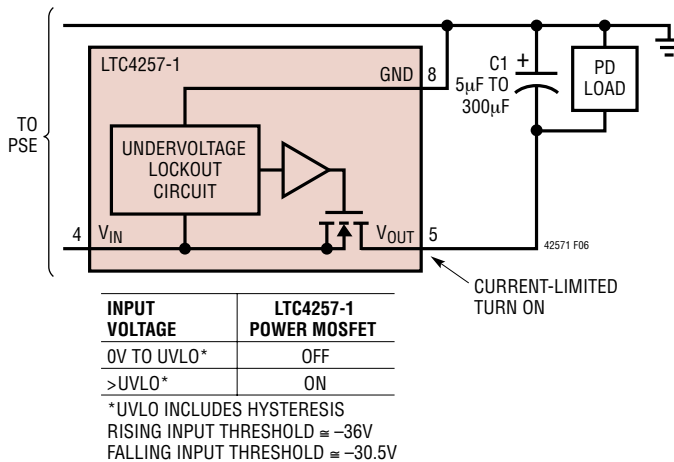 LTC4257-1
GND 8
C1 +
5μF TO
300μF
PD
LOAD
TO
PSE
UNDERVOLTAGE
LOCKOUT
CIRCUIT
4 VIN
VOUT 5
42571 F06
CURRENT-LIMITED
TURN ON
INPUT VOLTAGE LTC4257-1 POWER MOSFET
0V TO UVLO* OFF
>UVLO* ON
*UVLO INCLUDES HYSTERESIS
RISING INPUT THRESHOLD ≅ –36V
FALLING INPUT THRESHOLD ≅ –30.5V